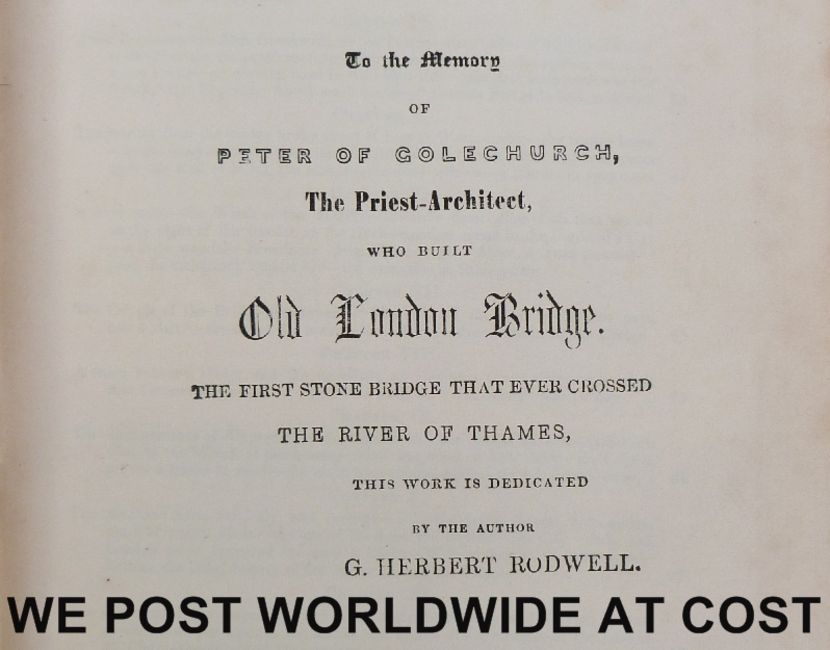 To the Memory
OF
PETER OF COLECHURCH,
The Priest-Architect,
WHO BUILT
Old London Bridge.
THE FIRST STONE BRIDGE THAT EVER CROSSED
THE RIVER OF THAMES,
THIS WORK IS DEDICATED
BY THE AUTHOR
G. HERBERT RODWELL.
WE POST WORLDWIDE AT COST